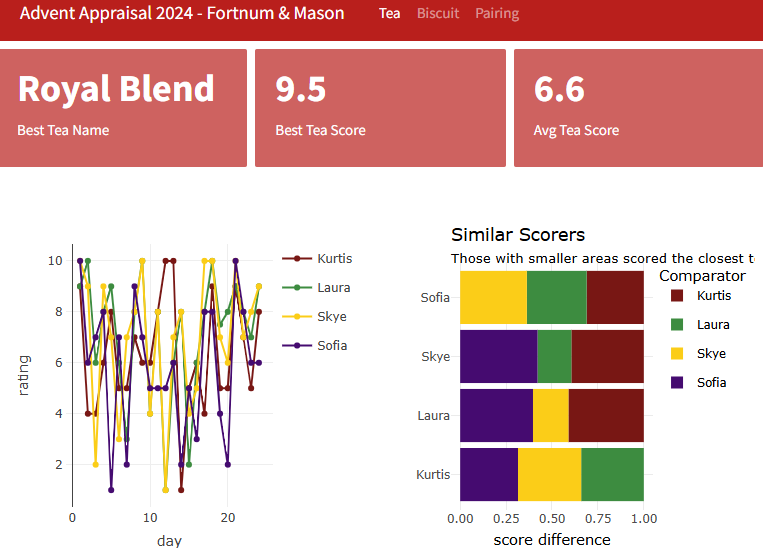 Advent Appraisal 2024 - Fortnum & Mason Tea Biscuit Pairing
Royal Blend
Best Tea Name
9.5
Best Tea Score
6.6
Avg Tea Score
rating
10
8
6
4
2
0 10 20
day
Kurtis
Laura
Skye
Sofia
Similar Scorers
Those with smaller areas scored the closest t
Sofia
Skye
Laura
Kurtis
0.00 0.25 0.50 0.75 1.00
score difference
Comparator
Kurtis
Laura
Skye
Sofia